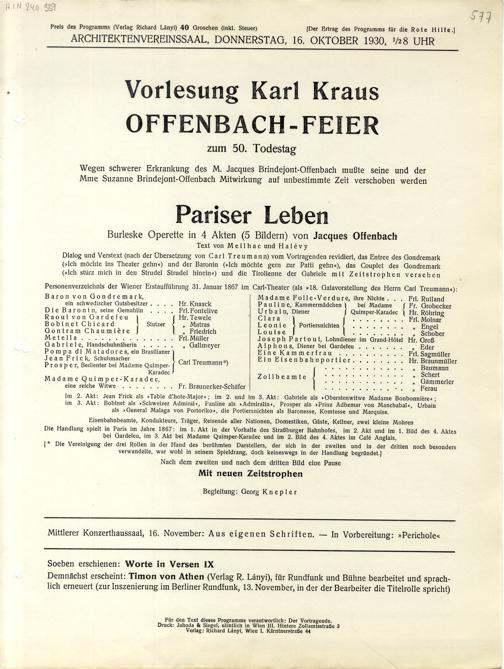 H.I.N. 240.389
577
Preis des Programms (Verlag Richard Lányi) 40 Groschen (inkl. Steuer) [Der Ertrag des Programms für die Rote Hilfe.]
ARCHITEKTENVEREINSSAAL, DONNERSTAG, 16. OKTOBER 1930, 1/28 UHR
Vorlesung Karl Kraus
OFFENBACH-FEIER
zum 50. Todestag
Wegen schwerer Erkrankung des M. Jacques Brindejont-Offenbach mußte seine und der
Mme Suzanne Brindejont-Offenbach Mitwirkung auf unbestimmte Zeit verschoben werden
Pariser Leben
Burleske Operette in 4 Akten (5 Bildern) von Jacques Offenbach
Text von Meilhac und Halévy
Dialog und Verstext (nach der Übersetzung von Carl Treumann) vom Vortragenden revidiert, das Entree des Gondremark
(»Ich möchte ins Theater gehn«) und der Baronin (»Ich möchte gern zur Patti gehn«), das Couplet des Gondremark
(»Ich stürz mich in den Strudel Strudel hinein«) und die Tirolienne der Gabriele mit Zeitstrophen versehen
Personenverzeichnis der Wiener Erstaufführung 31. Januar 1867 im Carl-Theater (als »18. Galavorstellung des Herrn Carl Treumann«):
Baron von Gondremark,
ein schwedischer Gutsbesitzer . . . Hr. Knaack
Die Baronin, seine Gemahlin . . Frl. Fontelive
Raoul von Gardefeu } Stutzer { Hr. Tewele
Bobinet Chicard „ Matras
Gontram Chaumière „ Friedrich
Metella . . . Frl. Müller
Gabriele, Handschuhnäherin . . „ Gallmeyer
Pompa di Matadores, ein Brasilianer
Jean Frick, Schuhmacher } Carl Treumann*)
Prosper, Bedienter bei Madame Quimper-
Karadec
Madame Quimper-Karadec,
eine reiche Witwe . . . Fr. Braunecker-Schäfer
Madame Folle-Verdure, ihre Nichte . . Frl. Rutland
Pauline, Kammermädchen } bei Madame { Fr. Grobecker
Urbain, Diener } Quimper-Karadec { Hr. Röhring
Clara Frl. Molnar
Leonie } Portiersnichten { „ Engel
Louise „ Schober
Joseph Partout, Lohndiener im Grand-Hôtel Hr. Groß
Alphons, Diener bei Gardefeu . . . „ Eder
Eine Kammerfrau . . . Frl. Sagmüller
Ein Eisenbahnportier . . . Hr. Braunmüller
Zollbeamte { „ Baumann
„ Schert
„ Gämmerler
„ Ferau
Im 2. Akt: Jean Frick als »Table d'hote-Major«; im 2. und im 3. Akt: Gabriele als »Oberstenwitwe Madame Bonbonnière«;
im 3. Akt: Bobinet als »Schweizer Admiral«, Pauline als »Admiralin«, Prosper als »Prinz Adhemar von Manchabal«, Urbain
als »General Malaga von Portoriko«, die Portiersnichten als Baronesse, Komtesse und Marquise.
Eisenbahnbeamte, Kondukteure, Träger, Reisende aller Nationen, Domestiken, Gäste, Kellner, zwei kleine Mohren
Die Handlung spielt in Paris im Jahre 1867: im 1. Akt in der Vorhalle des Straßburger Bahnhofes, im 2. Akt und im 1. Bild des 4. Aktes
bei Gardefeu, im 3. Akt bei Madame Quimper-Karadec und im 2. Bild des 4. Aktes im Café Anglais.
[* Die Vereinigung der drei Rollen in der Hand des berühmten Darstellers, der sich in der zweiten und in der dritten noch besonders
verwandelte, war wohl in seinem Spieldrang, doch keineswegs in der Handlung begründet.]
Nach dem zweiten und nach dem dritten Bild eine Pause
Mit neuen Zeitstrophen
Begleitung: Georg Knepler
Mittlerer Konzerthaussaal, 16. November: Aus eigenen Schriften. — In Vorbereitung: »Perichole«
Soeben erschienen: Worte in Versen IX
Demnächst erscheint: Timon von Athen (Verlag R. Lányi), für Rundfunk und Bühne bearbeitet und sprach-
lich erneuert (zur Inszenierung im Berliner Rundfunk, 13. November, in der der Bearbeiter die Titelrolle spricht)
Für den Text dieses Programms verantwortlich: Der Vortragende.
Druck: Jahoda & Siegel, sämtlich in Wien III. Hintere Zollamtsstraße 3
Verlag: Richard Lányi, Wien I. Kärntnerstraße 44